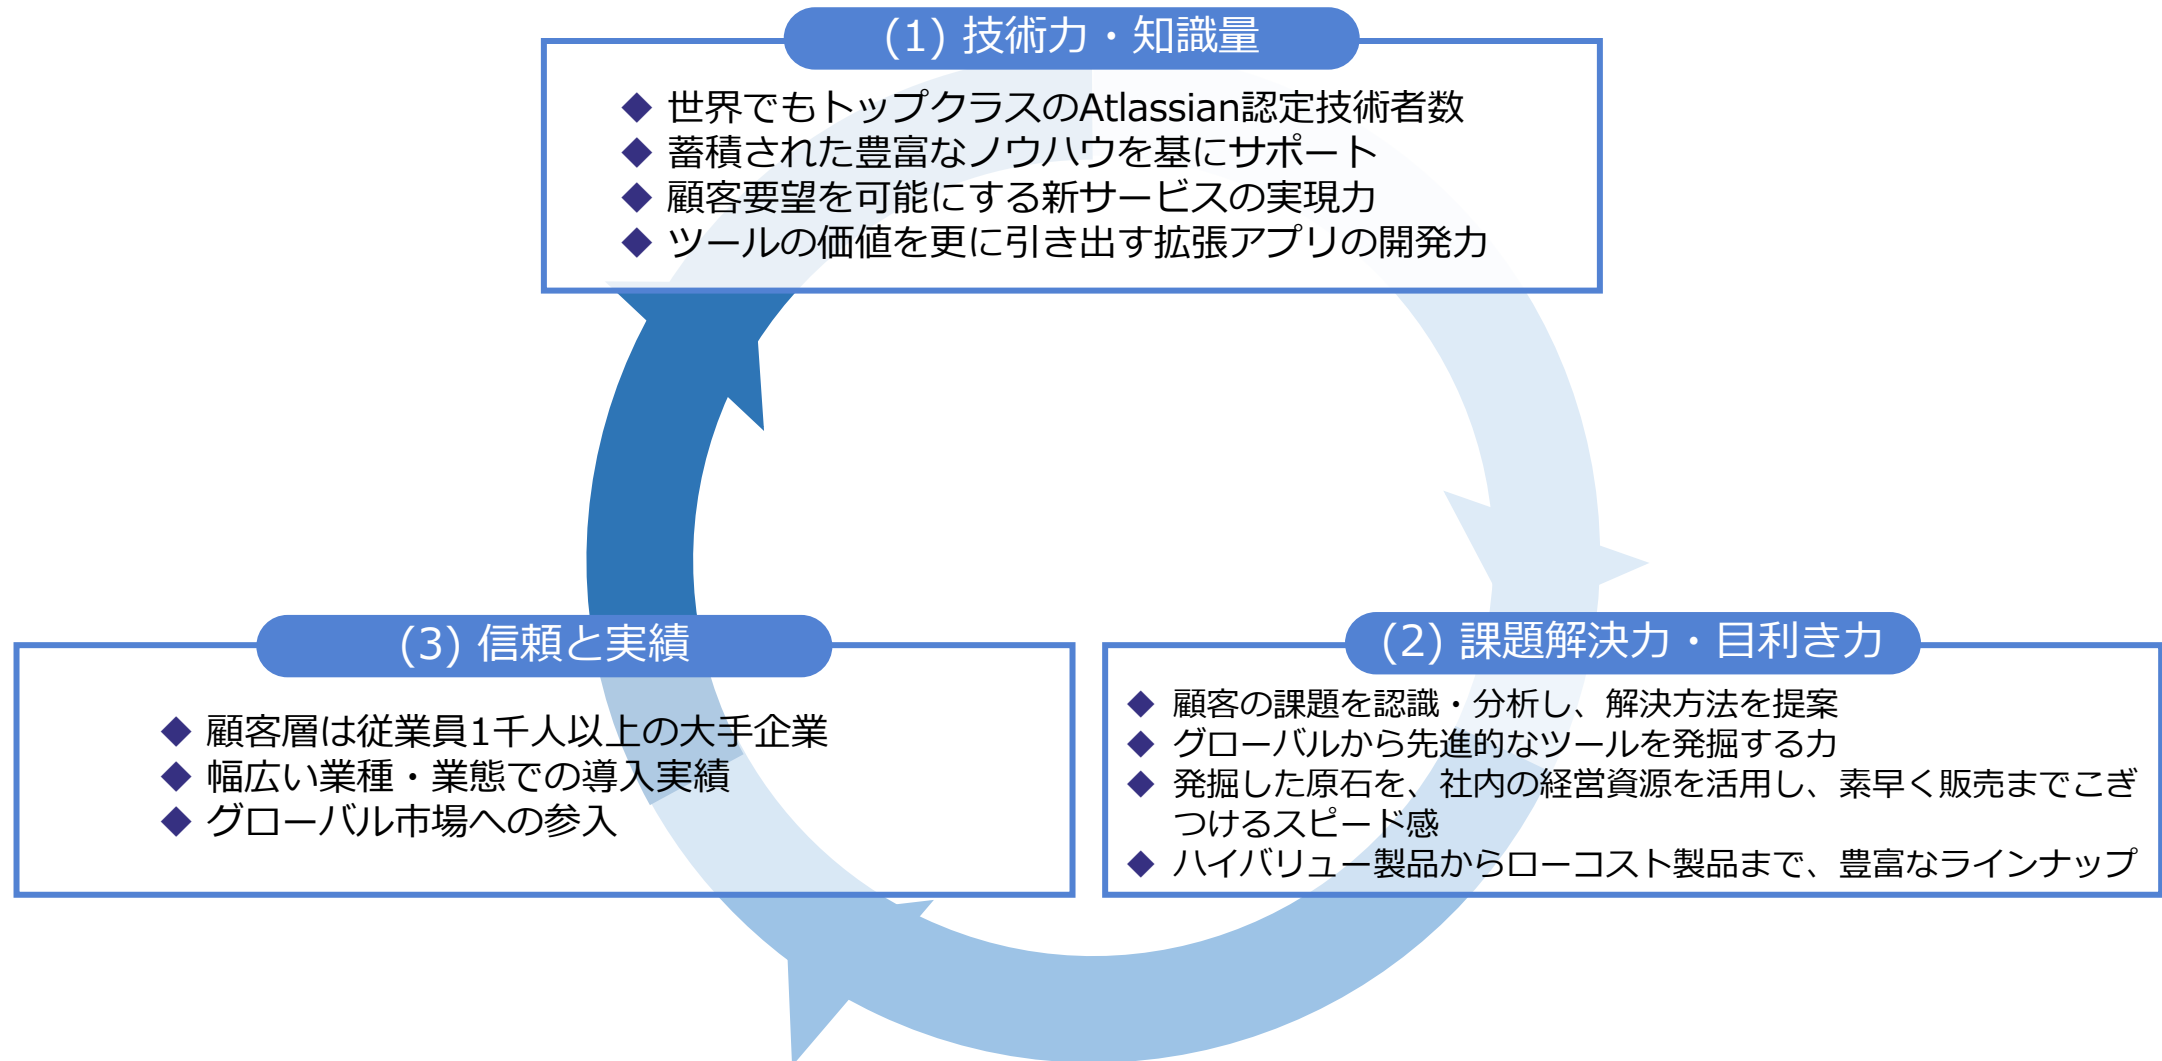 (1) 技術力・知識量
◆ 世界でもトップクラスのAtlassian認定技術者数
◆ 蓄積された豊富なノウハウを基にサポート
◆ 顧客要望を可能にする新サービスの実現力
◆ ツールの価値を更に引き出す拡張アプリの開発力
(2) 課題解決力・目利き力
◆ 顧客の課題を認識・分析し、解決方法を提案
◆ グローバルから先進的なツールを発掘する力
◆ 発掘した原石を、社内の経営資源を活用し、素早く販売までこぎ
つけるスピード感
◆ ハイバリュー製品からローコスト製品まで、豊富なラインナップ
(3) 信頼と実績
◆ 顧客層は従業員1千人以上の大手企業
◆ 幅広い業種・業態での導入実績
◆ グローバル市場への参入